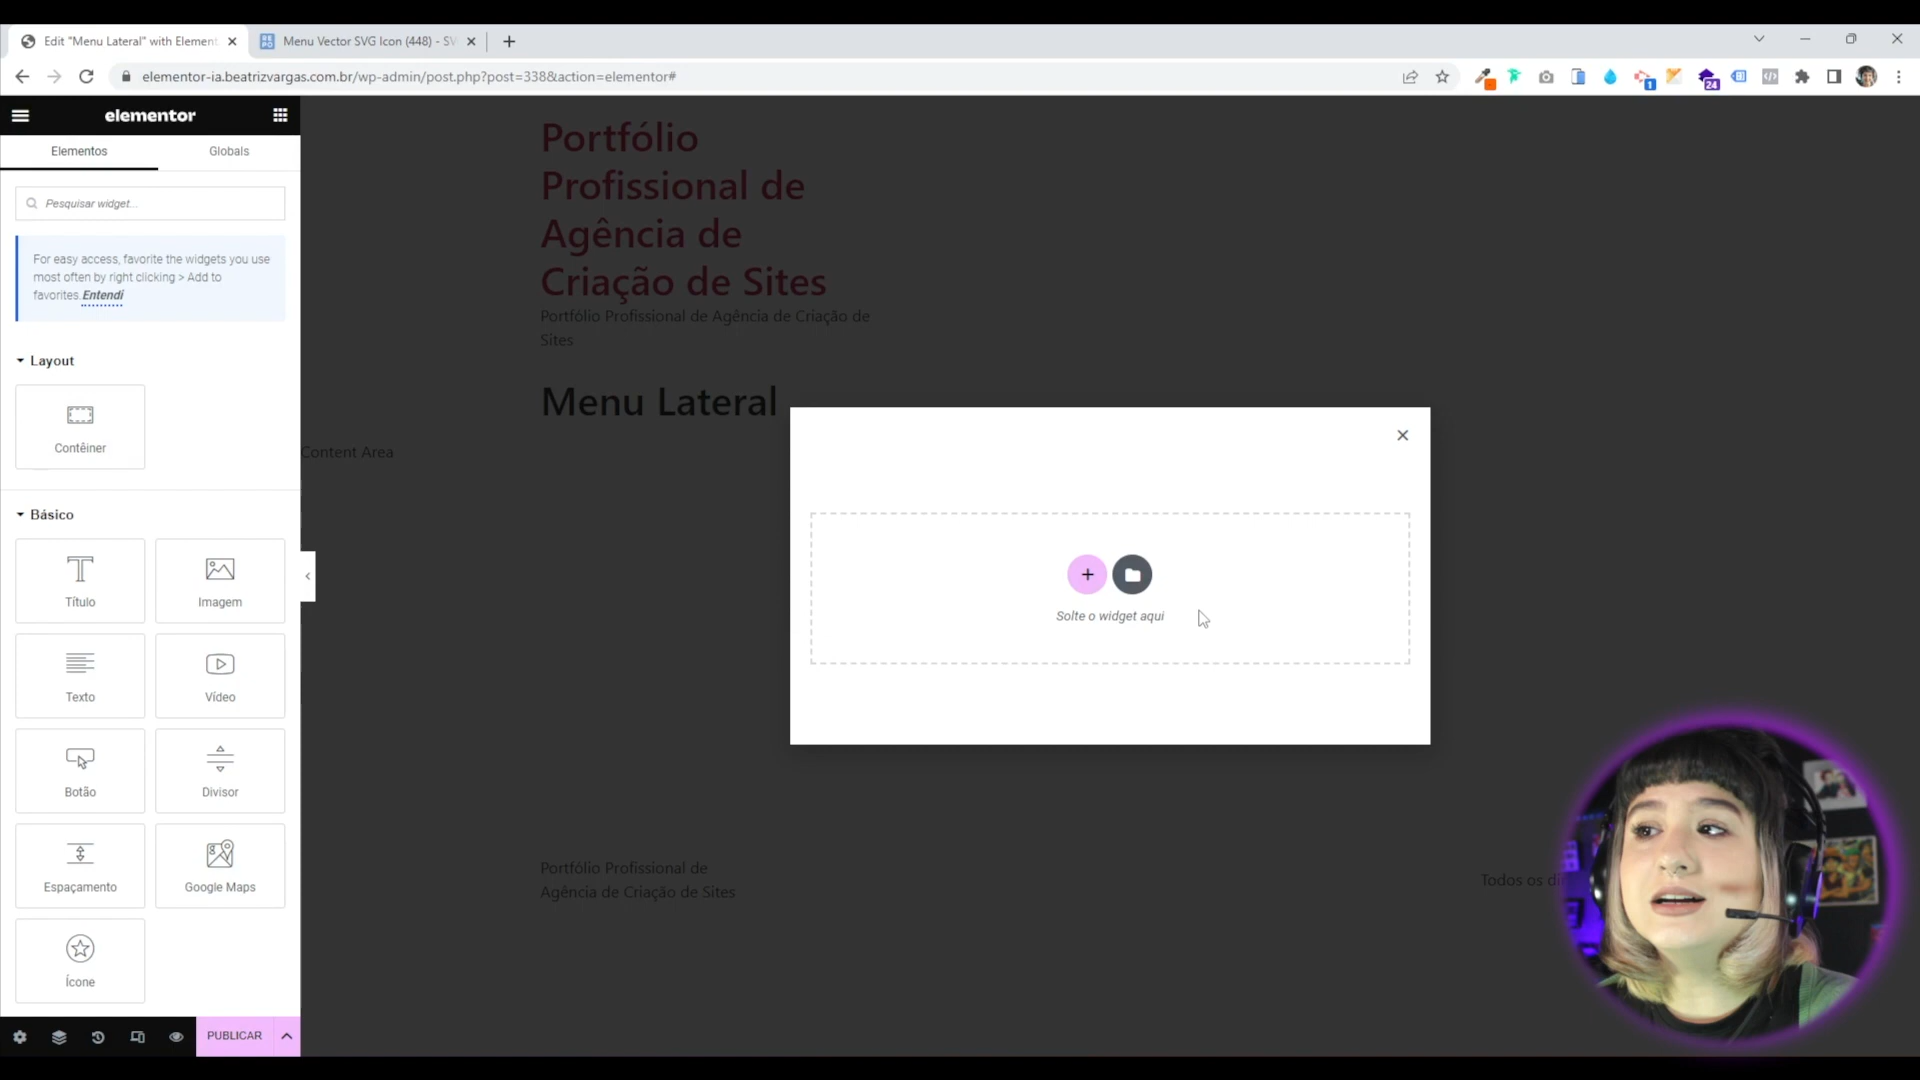 Edit "Menu Lateral" with Element
Menu Vector SVG Icon (448) - SV
elementor-ia.beatrizvargas.com.br/wp-admin/post.php?post=338&action=elementor#
1
24
elementor
Elementos
Globals
Pesquisar widget...
For easy access, favorite the widgets you use
most often by right clicking > Add to
favorites. Entendi
Layout
Contêiner
Básico
Título
Imagem
Texto
Vídeo
Botão
Divisor
Espaçamento
Google Maps
Ícone
PUBLICAR
Portfólio
Profissional de
Agência de
Criação de Sites
Portfólio Profissional de Agência de Criação de
Sites
Menu Lateral
Content Area
Solte o widget aqui
Portfólio Profissional de
Agência de Criação de Sites
Todos os di